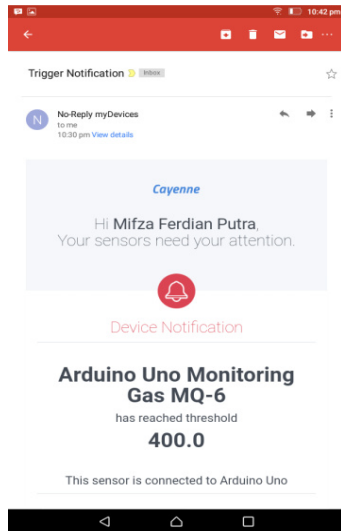 10:42 pm
Trigger Notification Inbox
N
No-Reply myDevices
to me
10:30 pm View details
Cayenne
Hi Mifza Ferdian Putra,
Your sensors need your attention.
Device Notification
Arduino Uno Monitoring
Gas MQ-6
has reached threshold
400.0
This sensor is connected to Arduino Uno